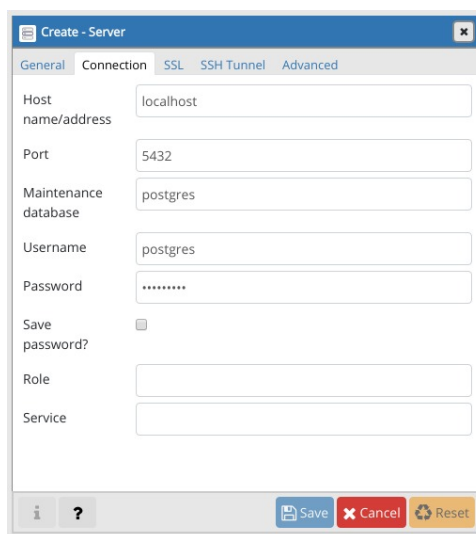 Create - Server
General Connection SSL SSH Tunnel Advanced
Host
name/address
localhost
Port
5432
Maintenance
database
postgres
Username
postgres
Password
•••••••••
Save
password?
Role
Service
i ? Save Cancel Reset